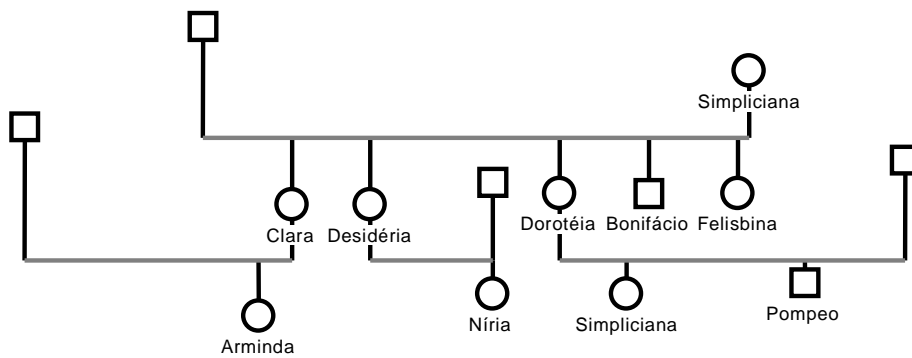 Simpliciana
Clara
Desidéria
Dorotéia
Bonifácio
Felisbina
Arminda
Níria
Simpliciana
Pompeo